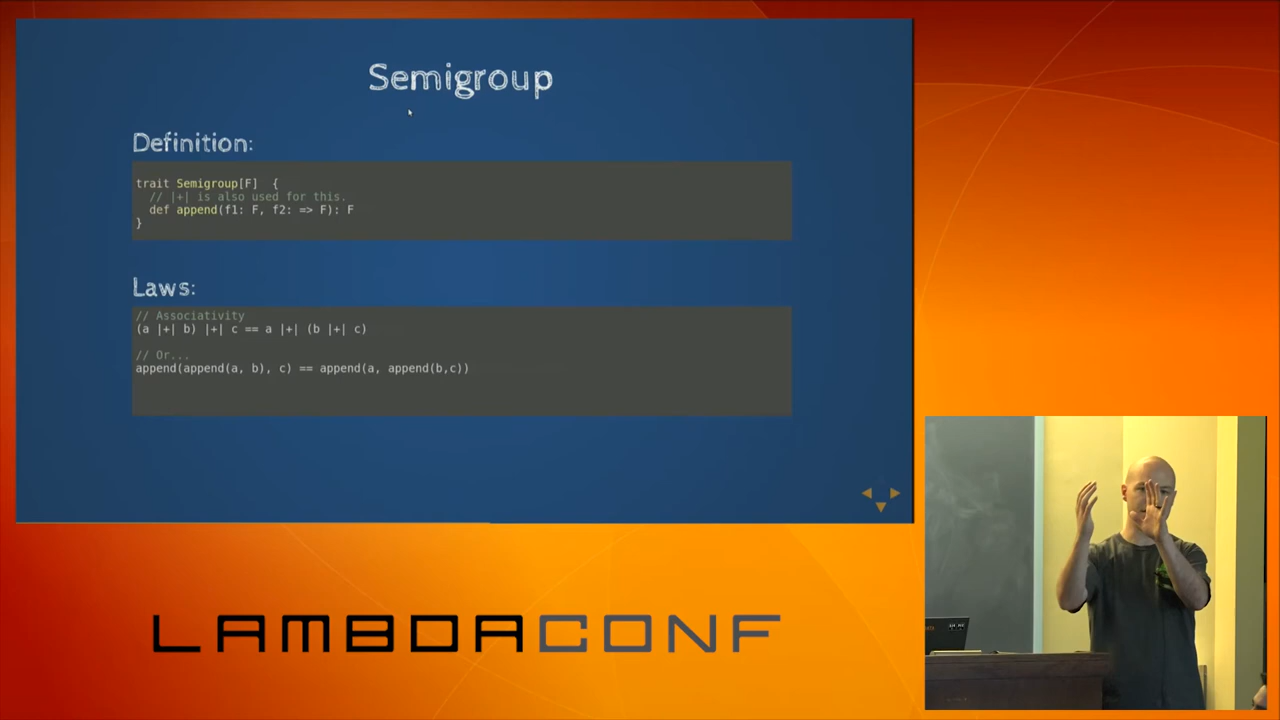 Semigroup
Definition:
trait Semigroup[F]  {
  // |+| is also used for this.
  def append(f1: F, f2: => F): F
}
Laws:
// Associativity
(a |+| b) |+| c == a |+| (b |+| c)
// Or...
append(append(a, b), c) == append(a, append(b,c))
LAMBDACONF